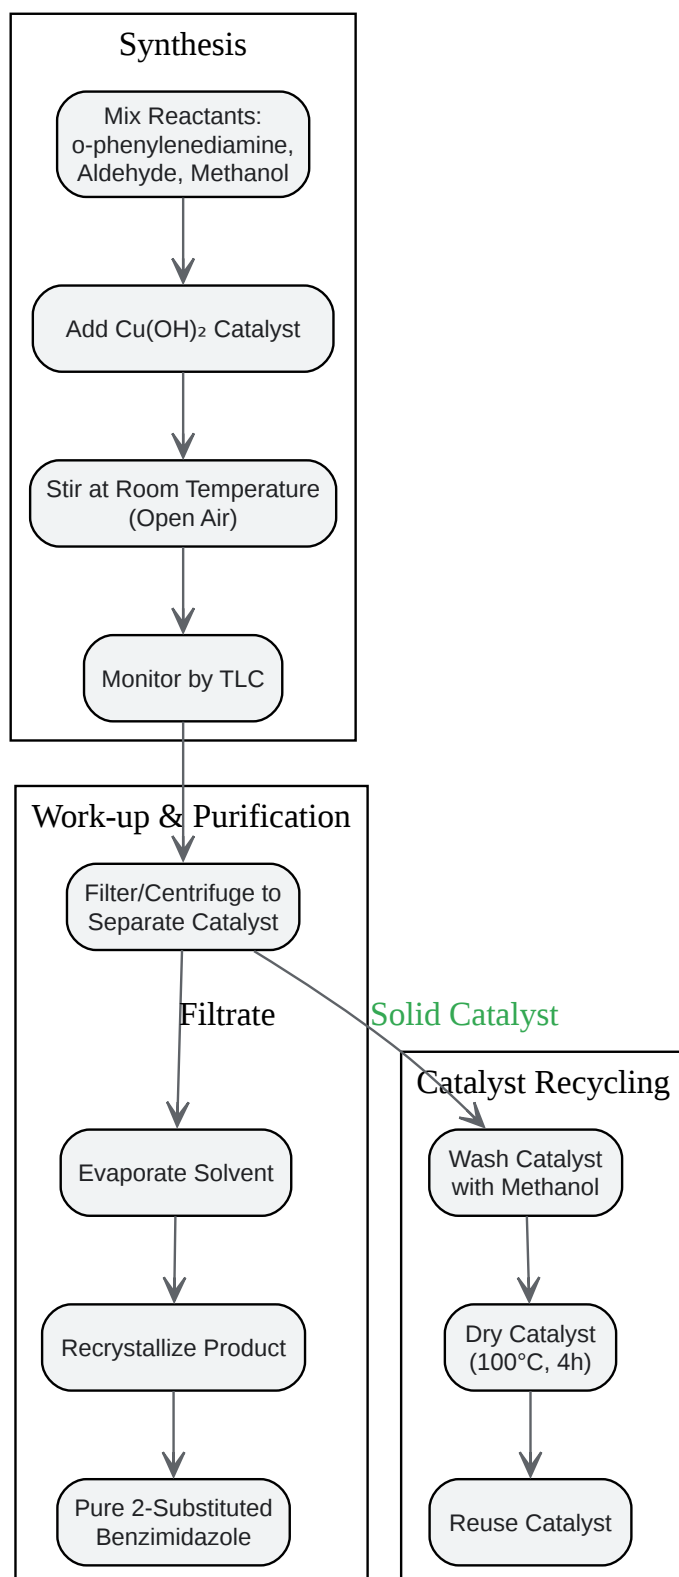 Synthesis
Mix Reactants:
o-phenylenediamine,
Aldehyde, Methanol
Add Cu(OH)₂ Catalyst
Stir at Room Temperature
(Open Air)
Monitor by TLC
Work-up & Purification
Filter/Centrifuge to
Separate Catalyst
Filtrate
Solid Catalyst
Evaporate Solvent
Recrystallize Product
Pure 2-Substituted
Benzimidazole
Catalyst Recycling
Wash Catalyst
with Methanol
Dry Catalyst
(100°C, 4h)
Reuse Catalyst